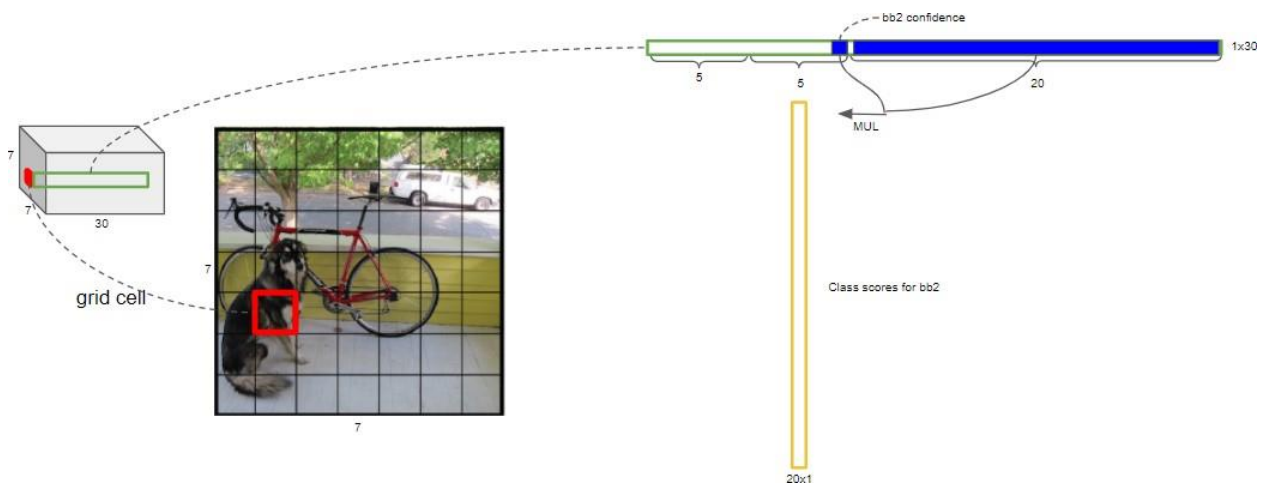 bb2 confidence
1x30
5
5
20
MUL
7
7
30
7
grid cell
7
Class scores for bb2
20x1